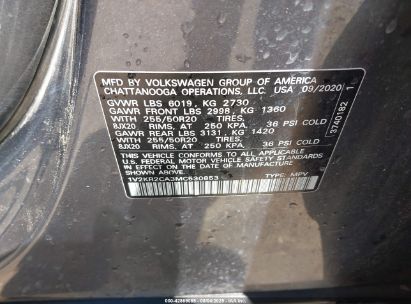 MFD BY VOLKSWAGEN GROUP OF AMERICA
CHATTANOOGA OPERATIONS, LLC. USA 09/2020
GVWR LBS 6019, KG 2730
GAWR FRONT LBS 2998, KG 1360
WITH 255/50R20 TIRES,
8JX20 RIMS, AT 250 KPA, 36 PSI COLD
GAWR REAR LBS 3131, KG 1420
WITH 255/50R20 TIRES,
8JX20 RIMS, AT 250 KPA, 36 PSI COLD
THIS VEHICLE CONFORMS TO ALL APPLICABLE
U.S. FEDERAL MOTOR VEHICLE SAFETY STANDARDS
IN EFFECT ON THE DATE OF MANUFACTURE
SHOWN ABOVE.
1V2KR2CA3MC530853 TYPE: MPV
3740182 1